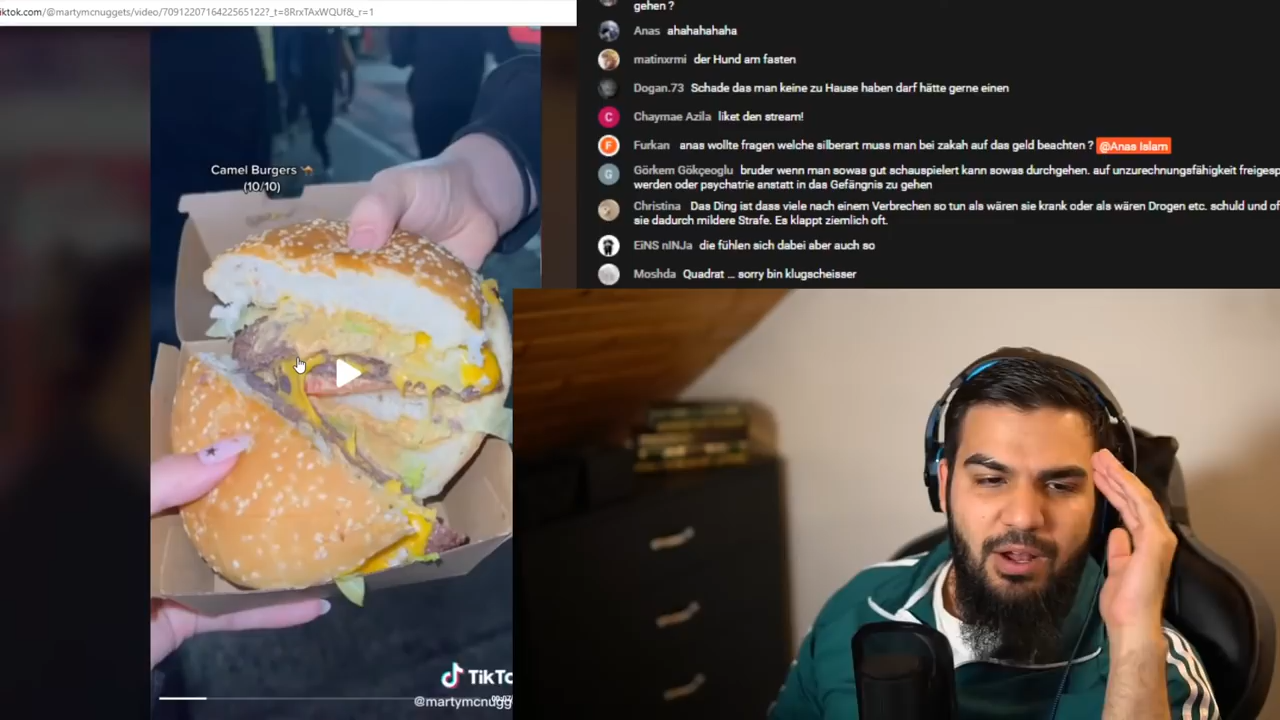 iktok.com/@martymcnuggets/video/7091220716422565122?_t=8RrxTAxWQUf&_r=1
Camel Burgers 🐪
(10/10)
TikTo
@martymcnugg
gehen ?
Anas ahahahahaha
matinxrmi der Hund am fasten
Dogan.73 Schade das man keine zu Hause haben darf hätte gerne einen
C Chaymae Azila liket den stream!
F Furkan anas wollte fragen welche silberart muss man bei zakah auf das geld beachten ? @Anas Islam
G Görkem Gökçeoglu bruder wenn man sowas gut schauspielert kann sowas durchgehen. auf unzurechnungsfähigkeit freigesp
werden oder psychatrie anstatt in das Gefängnis zu gehen
Christina Das Ding ist dass viele nach einem Verbrechen so tun als wären sie krank oder als wären Drogen etc. schuld und of
sie dadurch mildere Strafe. Es klappt ziemlich oft.
EiNS nINJa die fühlen sich dabei aber auch so
Moshda Quadrat ... sorry bin klugscheisser